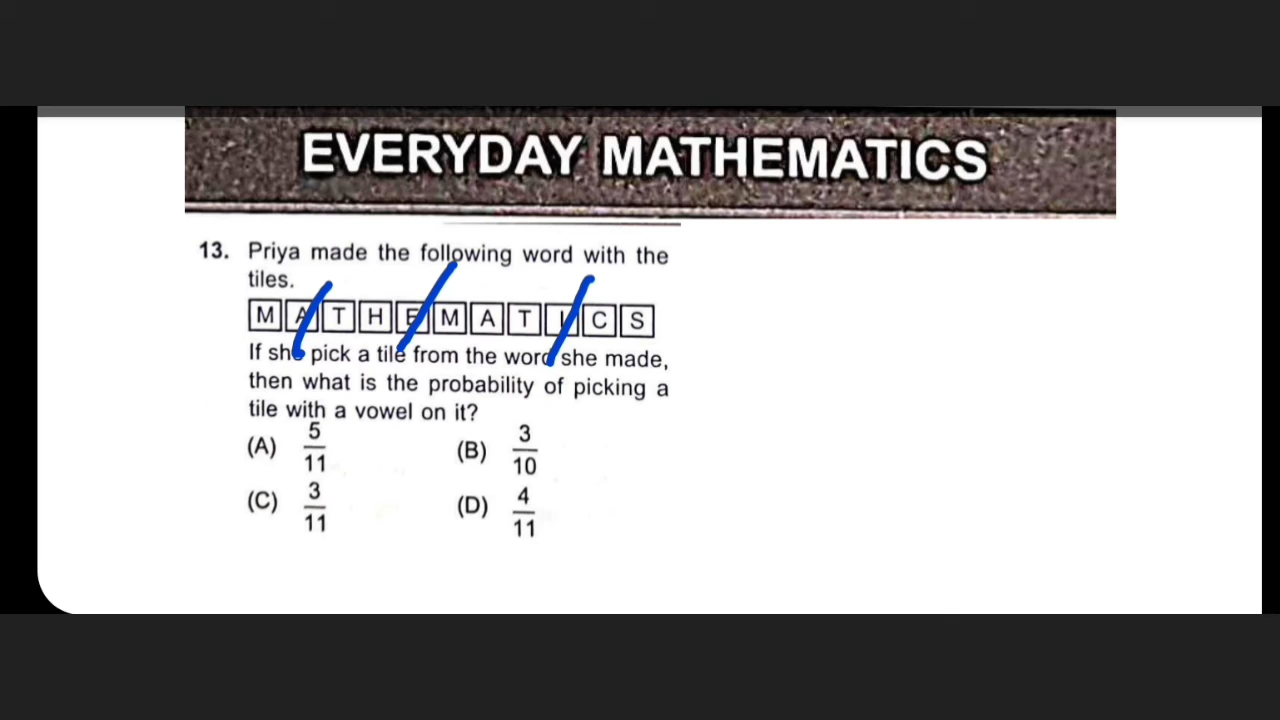 EVERYDAY MATHEMATICS
13. Priya made the following word with the
tiles.
M A T H E M A T I C S
If she pick a tile from the word she made,
then what is the probability of picking a
tile with a vowel on it?
(A) 5/11 (B) 3/10
(C) 3/11 (D) 4/11